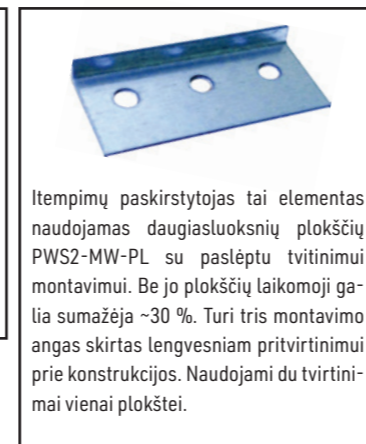 Itempimų paskirstytojas tai elementas
naudojamas daugiasluoksnių plokščių
PWS2-MW-PL su paslėptu tvitinimui
montavimui. Be jo plokščių laikomoji ga-
lia sumažėja ~30 %. Turi tris montavimo
angas skirtas lengvesniam pritvirtinimui
prie konstrukcijos. Naudojami du tvirtini-
mai vienai plokštei.